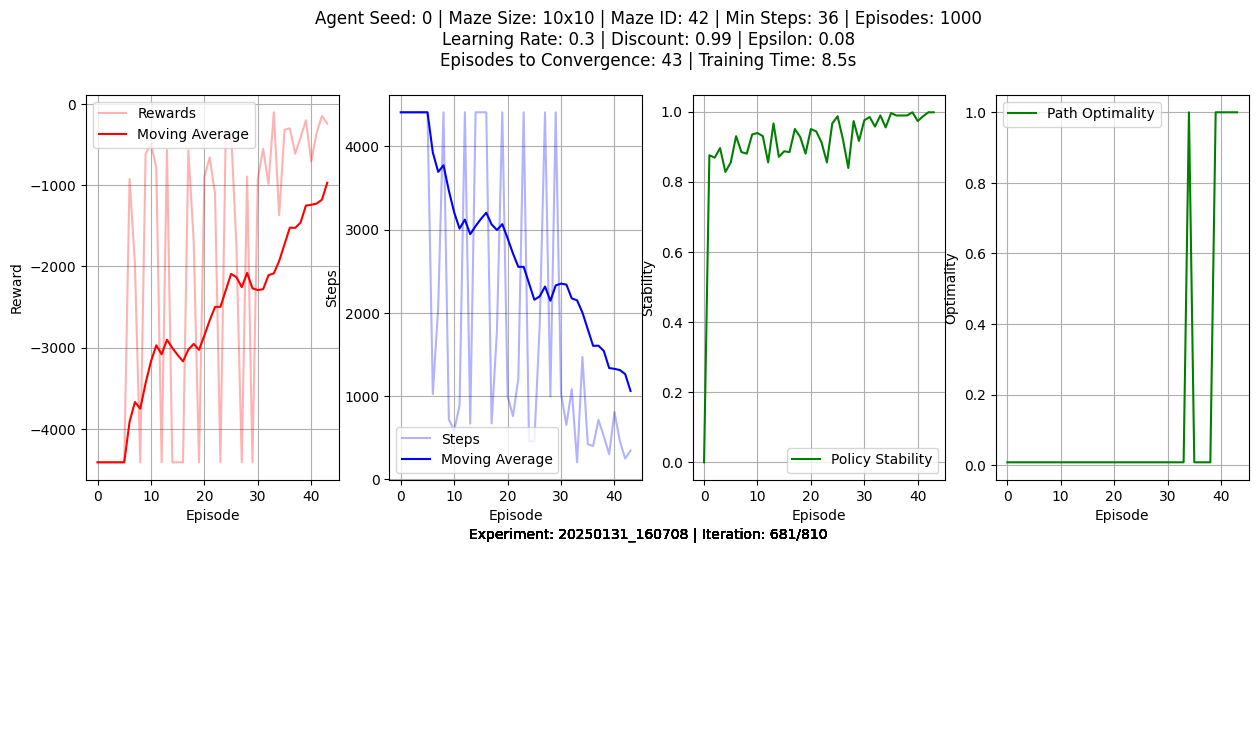 Agent Seed: 0 | Maze Size: 10x10 | Maze ID: 42 | Min Steps: 36 | Episodes: 1000
Learning Rate: 0.3 | Discount: 0.99 | Epsilon: 0.08
Episodes to Convergence: 43 | Training Time: 8.5s
Reward
0
−1000
−2000
−3000
−4000
Rewards
Moving Average
0 10 20 30 40
Episode
Steps
4000
3000
2000
1000
0
Steps
Moving Average
0 10 20 30 40
Episode
Stability
1.0
0.8
0.6
0.4
0.2
0.0
Policy Stability
0 10 20 30 40
Episode
Optimality
1.0
0.8
0.6
0.4
0.2
0.0
Path Optimality
0 10 20 30 40
Episode
Experiment: 20250131_160708 | Iteration: 681/810